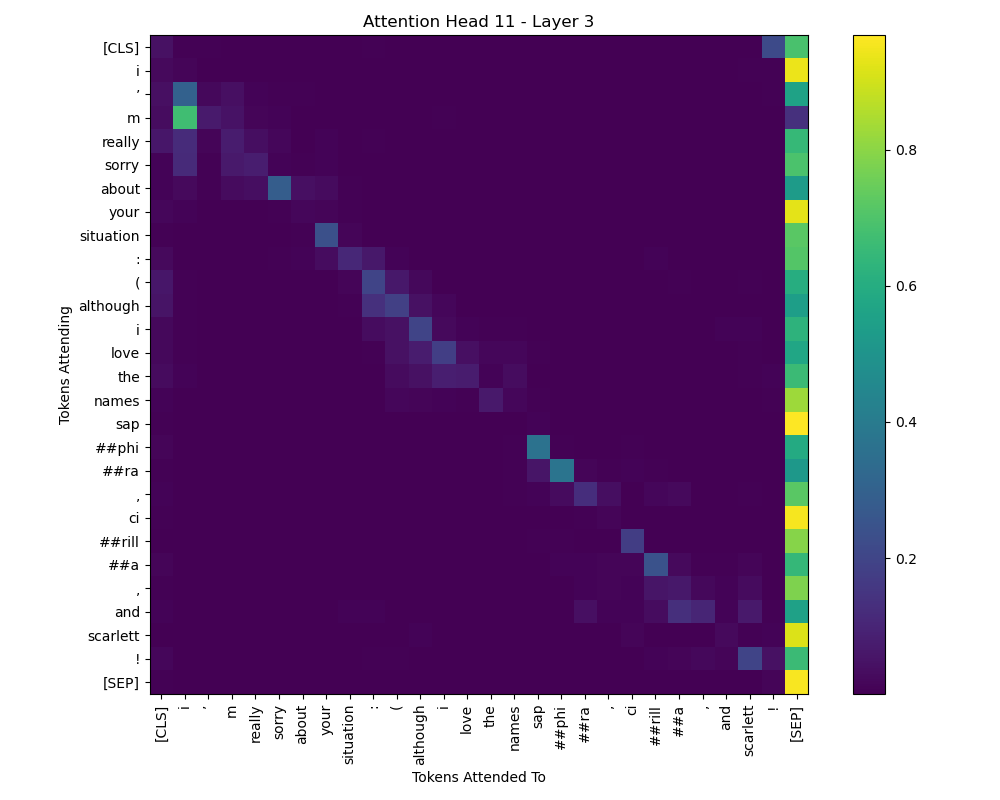 Attention Head 11 - Layer 3
[CLS]
i
’
m
really
sorry
about
your
situation
:
(
although
i
love
the
names
sap
##phi
##ra
,
ci
##rill
##a
,
and
scarlett
!
[SEP]
Tokens Attending
[CLS]
i
’
m
really
sorry
about
your
situation
:
(
although
i
love
the
names
sap
##phi
##ra
,
ci
##rill
##a
,
and
scarlett
!
[SEP]
Tokens Attended To
0.8
0.6
0.4
0.2